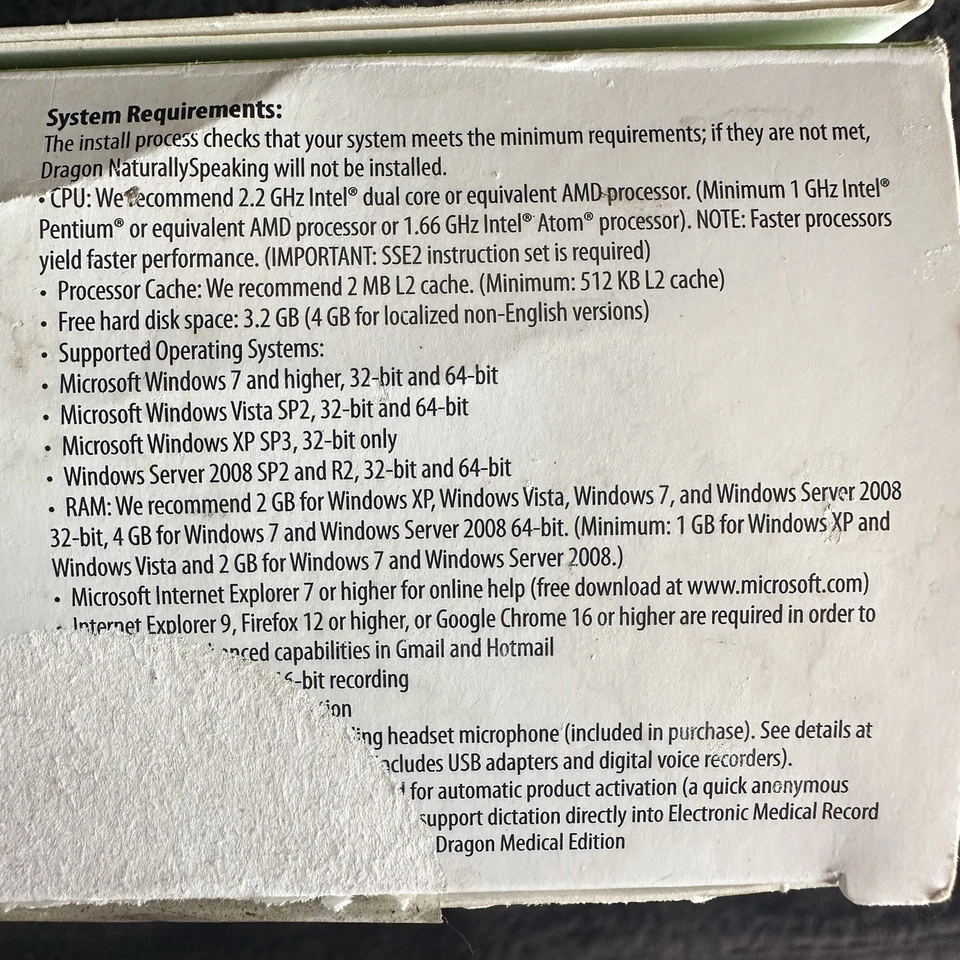 System Requirements:
The install process checks that your system meets the minimum requirements; if they are not met,
Dragon NaturallySpeaking will not be installed.
• CPU: We recommend 2.2 GHz Intel® dual core or equivalent AMD processor. (Minimum 1 GHz Intel®
Pentium® or equivalent AMD processor or 1.66 GHz Intel® Atom® processor). NOTE: Faster processors
yield faster performance. (IMPORTANT: SSE2 instruction set is required)
• Processor Cache: We recommend 2 MB L2 cache. (Minimum: 512 KB L2 cache)
• Free hard disk space: 3.2 GB (4 GB for localized non-English versions)
• Supported Operating Systems:
• Microsoft Windows 7 and higher, 32-bit and 64-bit
• Microsoft Windows Vista SP2, 32-bit and 64-bit
• Microsoft Windows XP SP3, 32-bit only
• Windows Server 2008 SP2 and R2, 32-bit and 64-bit
• RAM: We recommend 2 GB for Windows XP, Windows Vista, Windows 7, and Windows Server 2008
32-bit, 4 GB for Windows 7 and Windows Server 2008 64-bit. (Minimum: 1 GB for Windows XP and
Windows Vista and 2 GB for Windows 7 and Windows Server 2008.)
• Microsoft Internet Explorer 7 or higher for online help (free download at www.microsoft.com)
• Internet Explorer 9, Firefox 12 or higher, or Google Chrome 16 or higher are required in order to
capabilities in Gmail and Hotmail
-bit recording
headset microphone (included in purchase). See details at
USB adapters and digital voice recorders).
for automatic product activation (a quick anonymous
support dictation directly into Electronic Medical Record
Dragon Medical Edition